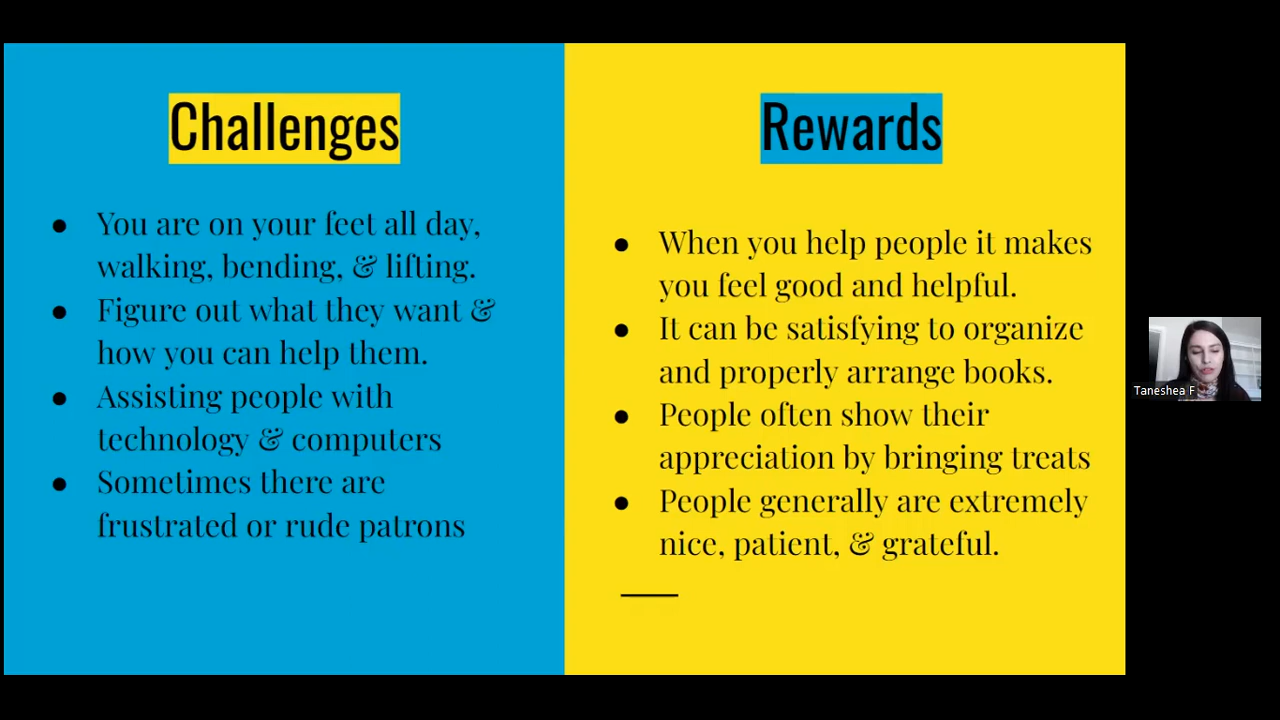 Challenges
● You are on your feet all day,
walking, bending, & lifting.
● Figure out what they want &
how you can help them.
● Assisting people with
technology & computers
● Sometimes there are
frustrated or rude patrons
Rewards
● When you help people it makes
you feel good and helpful.
● It can be satisfying to organize
and properly arrange books.
● People often show their
appreciation by bringing treats
● People generally are extremely
nice, patient, & grateful.
Taneshea F